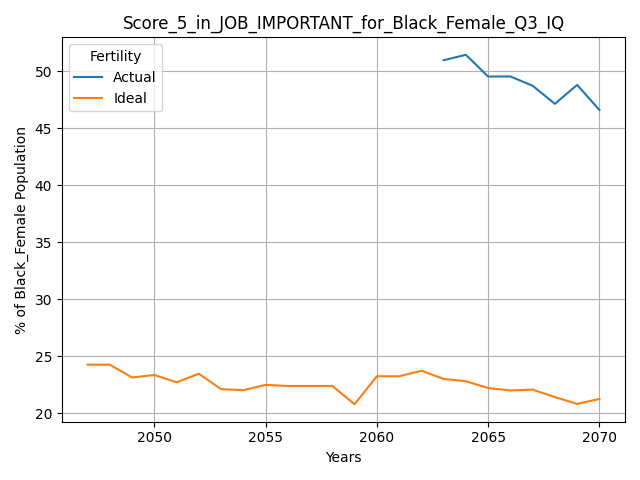 Score_5_in_JOB_IMPORTANT_for_Black_Female_Q3_IQ
Fertility
Actual
Ideal
% of Black_Female Population
50
45
40
35
30
25
20
2050
2055
2060
2065
2070
Years